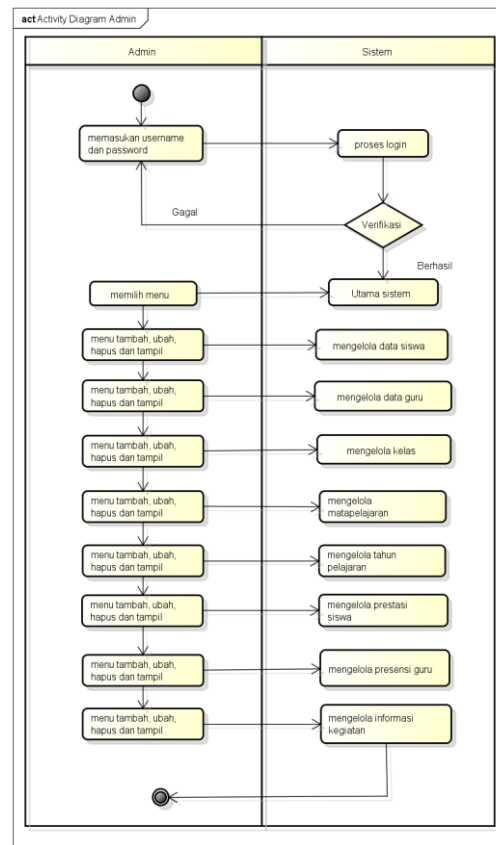 act Activity Diagram Admin
Admin
Sistem
memasukan username
dan password
proses login
Gagal
Verifikasi
Berhasil
memilih menu
Utama sistem
menu tambah, ubah,
hapus dan tampil
mengelola data siswa
menu tambah, ubah,
hapus dan tampil
mengelola data guru
menu tambah, ubah,
hapus dan tampil
mengelola kelas
menu tambah, ubah,
hapus dan tampil
mengelola
matapelajaran
menu tambah, ubah,
hapus dan tampil
mengelola tahun
pelajaran
menu tambah, ubah,
hapus dan tampil
mengelola prestasi
siswa
menu tambah, ubah,
hapus dan tampil
mengelola presensi guru
menu tambah, ubah,
hapus dan tampil
mengelola informasi
kegiatan